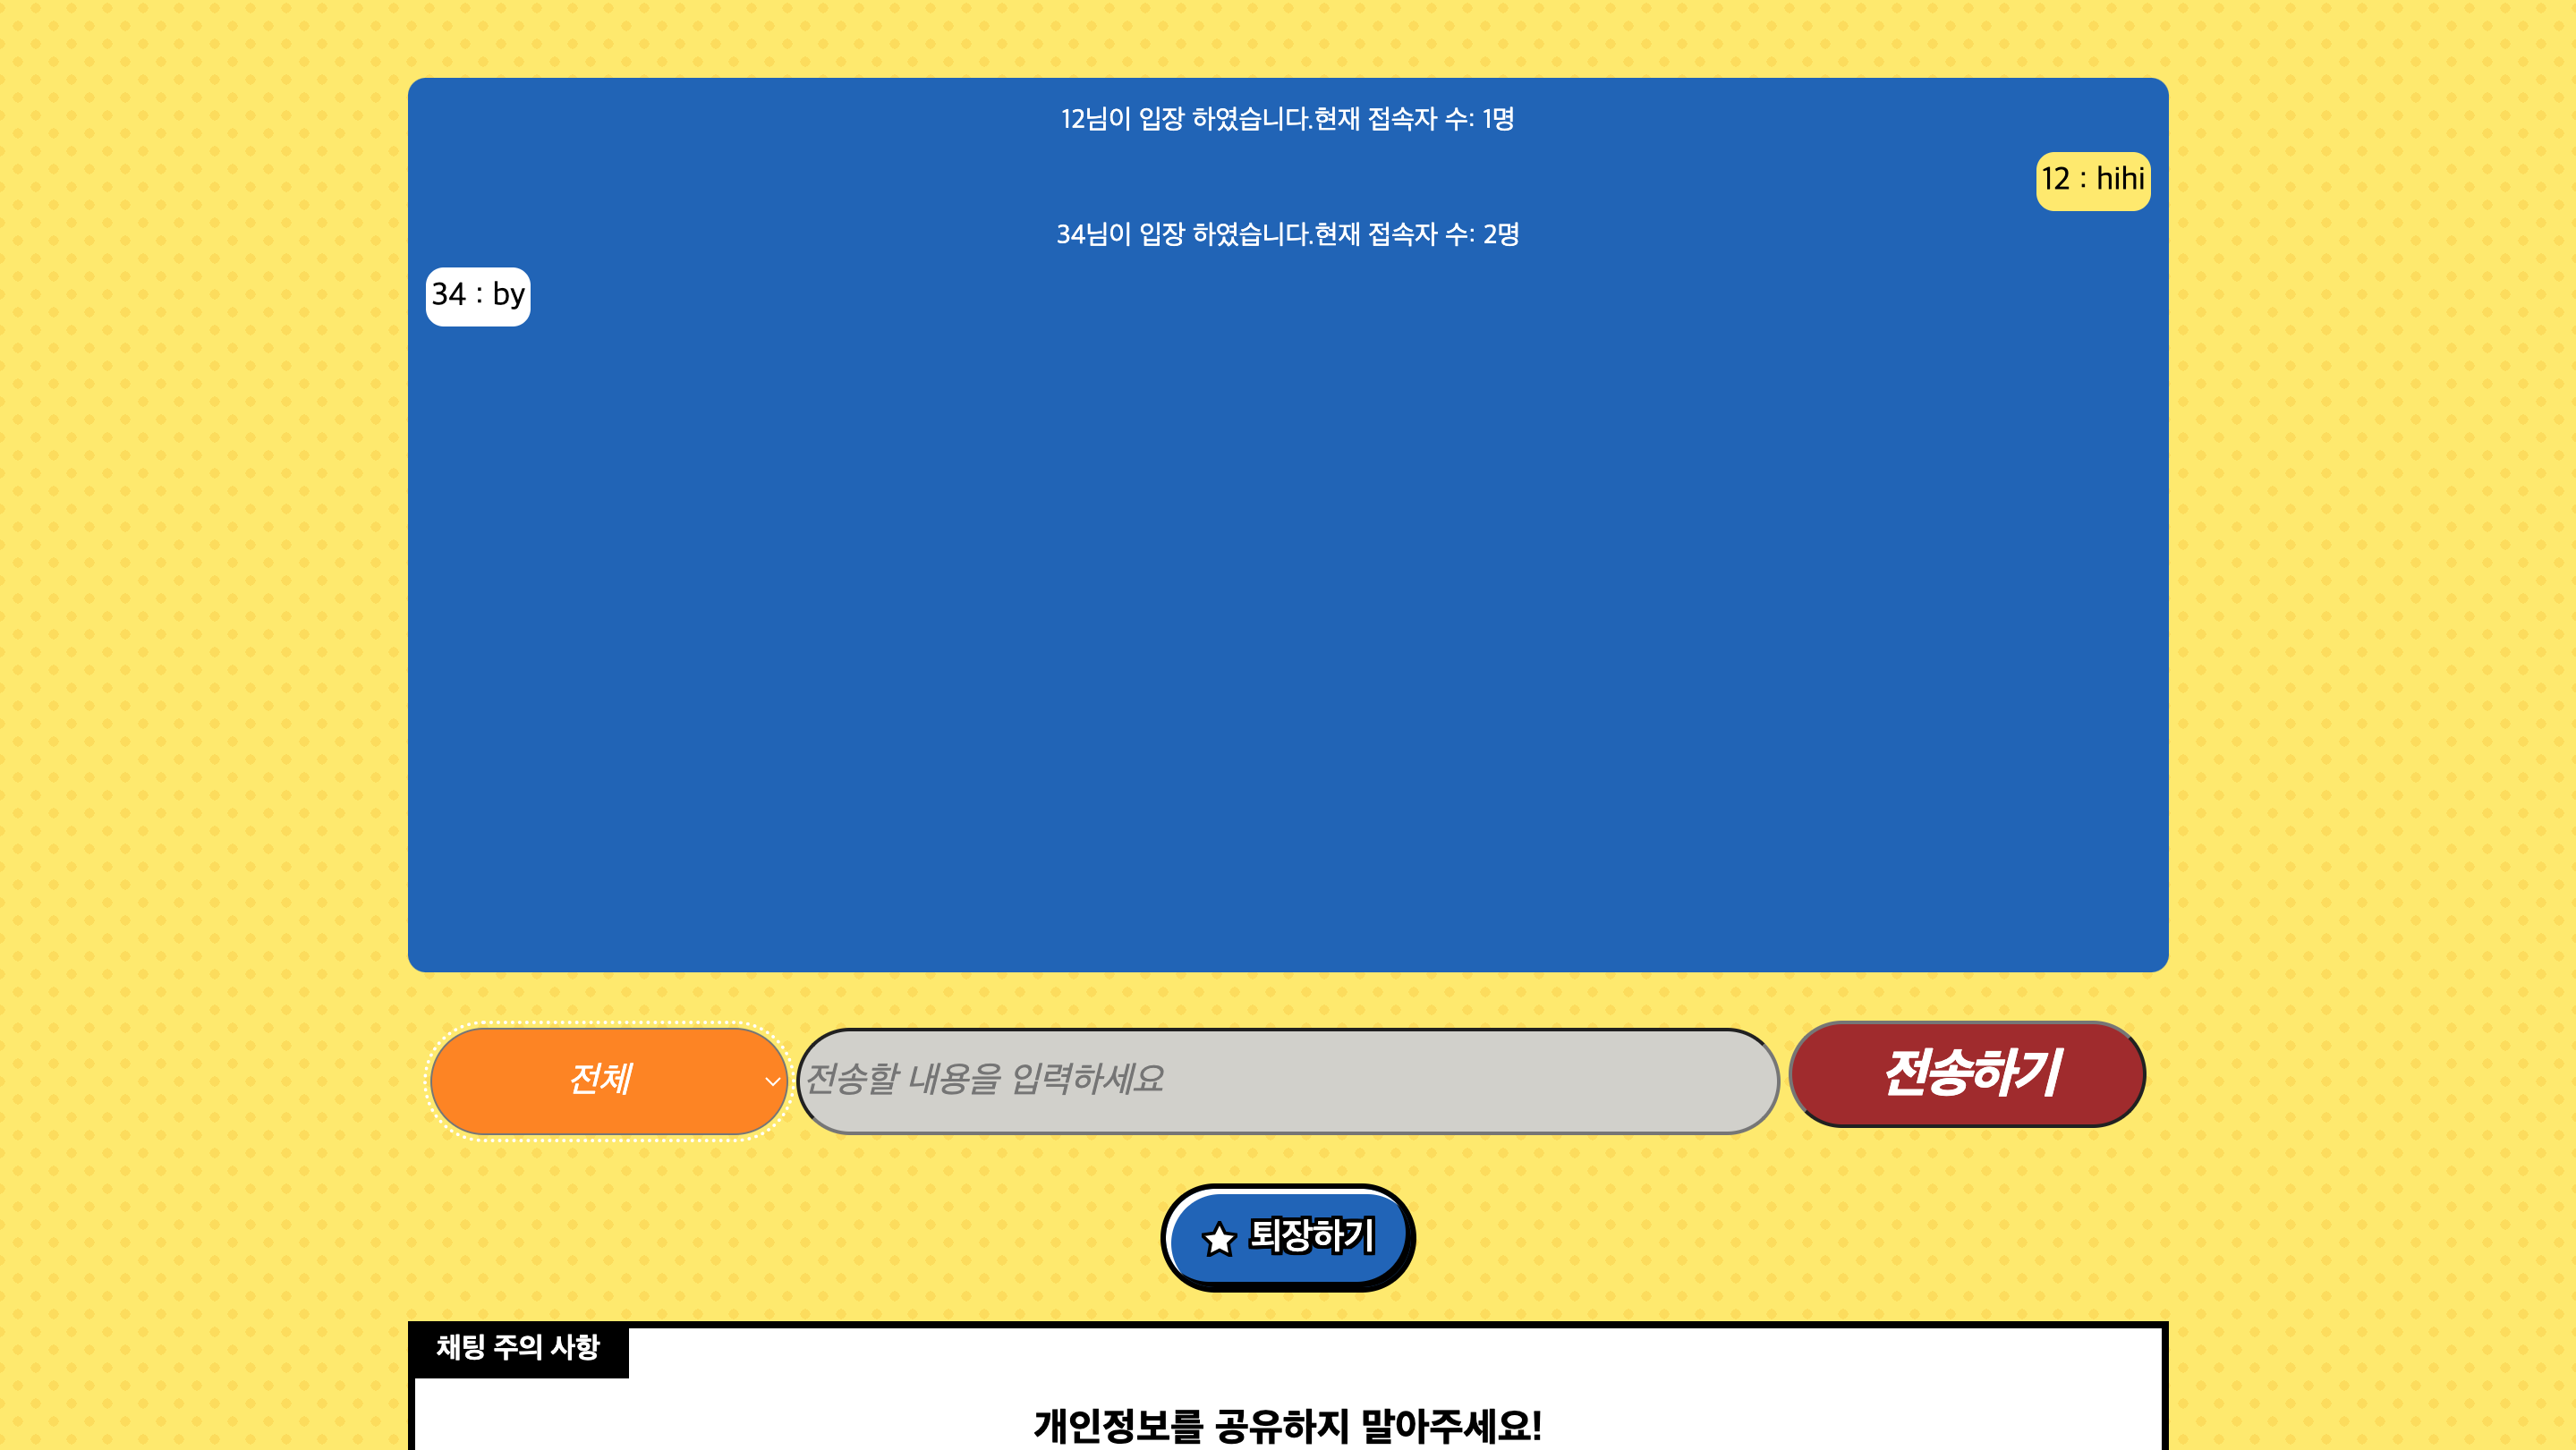 12님이 입장 하였습니다.현재 접속자 수: 1명
12 : hihi
34님이 입장 하였습니다.현재 접속자 수: 2명
34 : by
전체
전송할 내용을 입력하세요
전송하기
퇴장하기
채팅 주의 사항
개인정보를 공유하지 말아주세요!